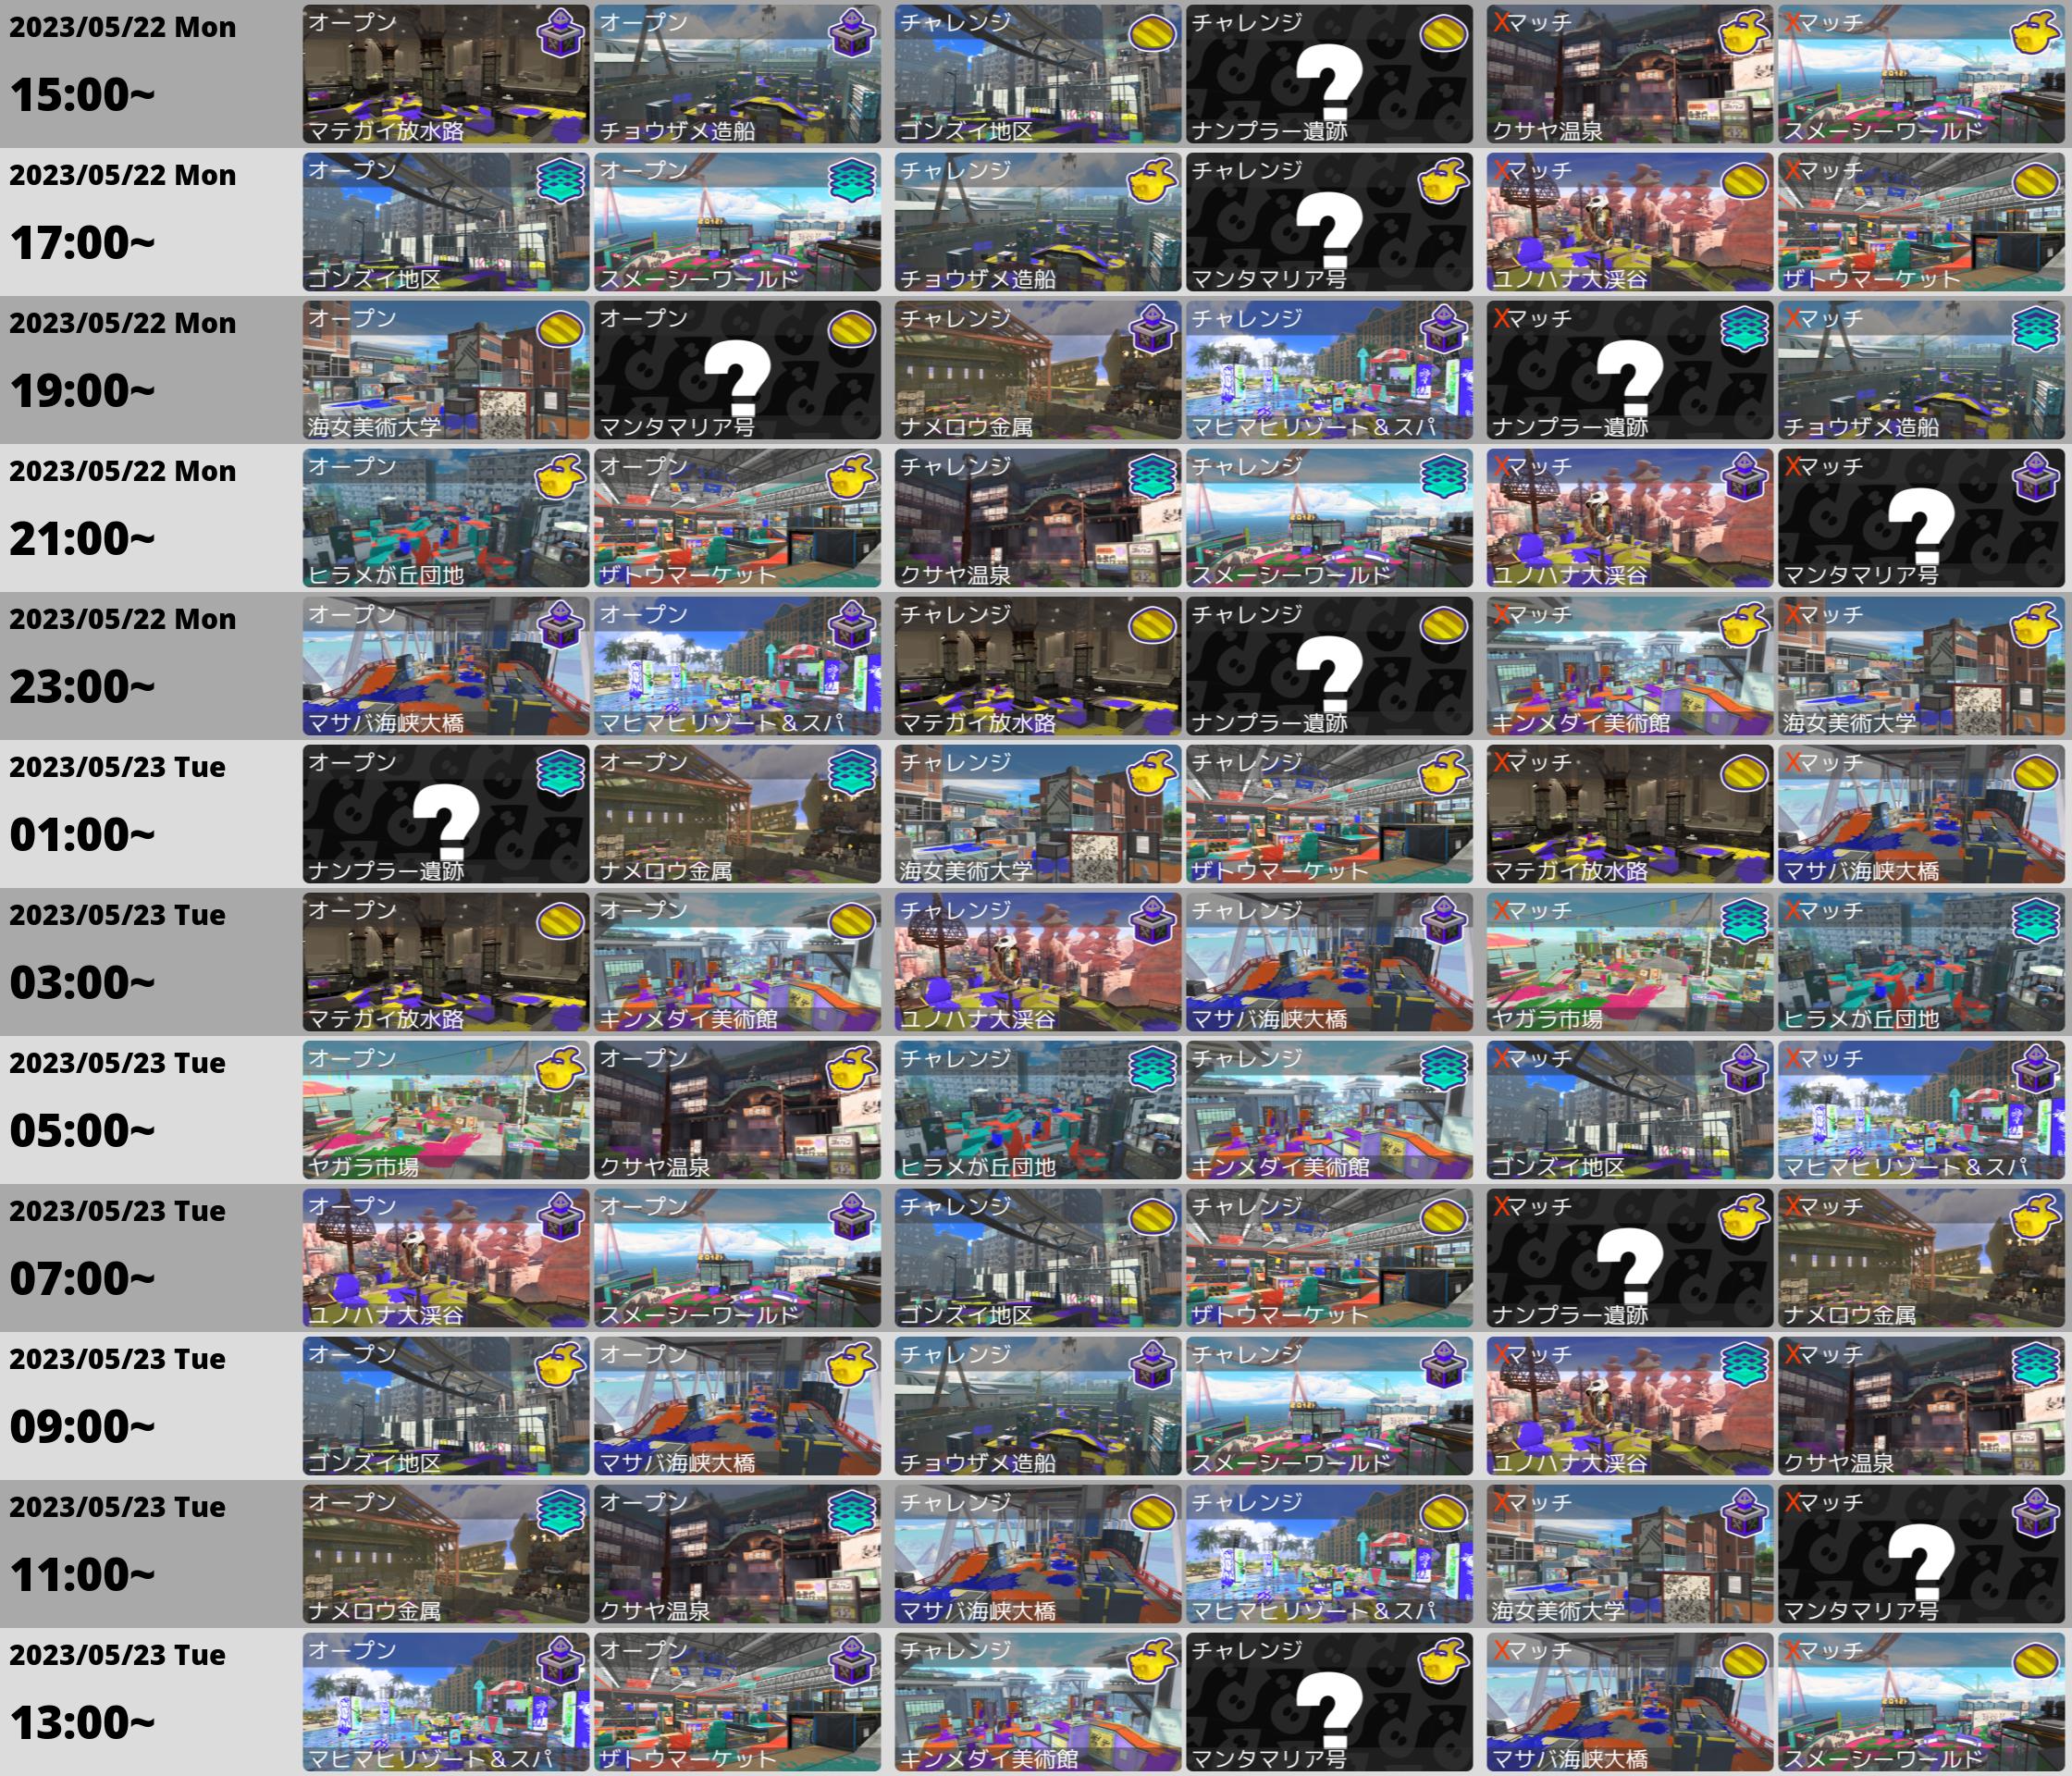 2023/05/22 Mon
15:00~
オープン オープン チャレンジ チャレンジ Xマッチ Xマッチ
マテガイ放水路 チョウザメ造船 ゴンズイ地区 ナンプラー遺跡 クサヤ温泉 スメーシーワールド
2023/05/22 Mon
17:00~
オープン オープン チャレンジ チャレンジ Xマッチ Xマッチ
ゴンズイ地区 スメーシーワールド チョウザメ造船 マンタマリア号 ユノハナ大渓谷 ザトウマーケット
2023/05/22 Mon
19:00~
オープン オープン チャレンジ チャレンジ Xマッチ Xマッチ
海女美術大学 マンタマリア号 ナメロウ金属 マヒマヒリゾート&スパ ナンプラー遺跡 チョウザメ造船
2023/05/22 Mon
21:00~
オープン オープン チャレンジ チャレンジ Xマッチ Xマッチ
ヒラメが丘団地 ザトウマーケット クサヤ温泉 スメーシーワールド ユノハナ大渓谷 マンタマリア号
2023/05/22 Mon
23:00~
オープン オープン チャレンジ チャレンジ Xマッチ Xマッチ
マサバ海峡大橋 マヒマヒリゾート&スパ マテガイ放水路 ナンプラー遺跡 キンメダイ美術館 海女美術大学
2023/05/23 Tue
01:00~
オープン オープン チャレンジ チャレンジ Xマッチ Xマッチ
ナンプラー遺跡 ナメロウ金属 海女美術大学 ザトウマーケット マテガイ放水路 マサバ海峡大橋
2023/05/23 Tue
03:00~
オープン オープン チャレンジ チャレンジ Xマッチ Xマッチ
マテガイ放水路 キンメダイ美術館 ユノハナ大渓谷 マサバ海峡大橋 ヤガラ市場 ヒラメが丘団地
2023/05/23 Tue
05:00~
オープン オープン チャレンジ チャレンジ Xマッチ Xマッチ
ヤガラ市場 クサヤ温泉 ヒラメが丘団地 キンメダイ美術館 ゴンズイ地区 マヒマヒリゾート&スパ
2023/05/23 Tue
07:00~
オープン オープン チャレンジ チャレンジ Xマッチ Xマッチ
ユノハナ大渓谷 スメーシーワールド ゴンズイ地区 ザトウマーケット ナンプラー遺跡 ナメロウ金属
2023/05/23 Tue
09:00~
オープン オープン チャレンジ チャレンジ Xマッチ Xマッチ
ゴンズイ地区 マサバ海峡大橋 チョウザメ造船 スメーシーワールド ユノハナ大渓谷 クサヤ温泉
2023/05/23 Tue
11:00~
オープン オープン チャレンジ チャレンジ Xマッチ Xマッチ
ナメロウ金属 クサヤ温泉 マサバ海峡大橋 マヒマヒリゾート&スパ 海女美術大学 マンタマリア号
2023/05/23 Tue
13:00~
オープン オープン チャレンジ チャレンジ Xマッチ Xマッチ
マヒマヒリゾート&スパ ザトウマーケット キンメダイ美術館 マンタマリア号 マサバ海峡大橋 スメーシーワールド